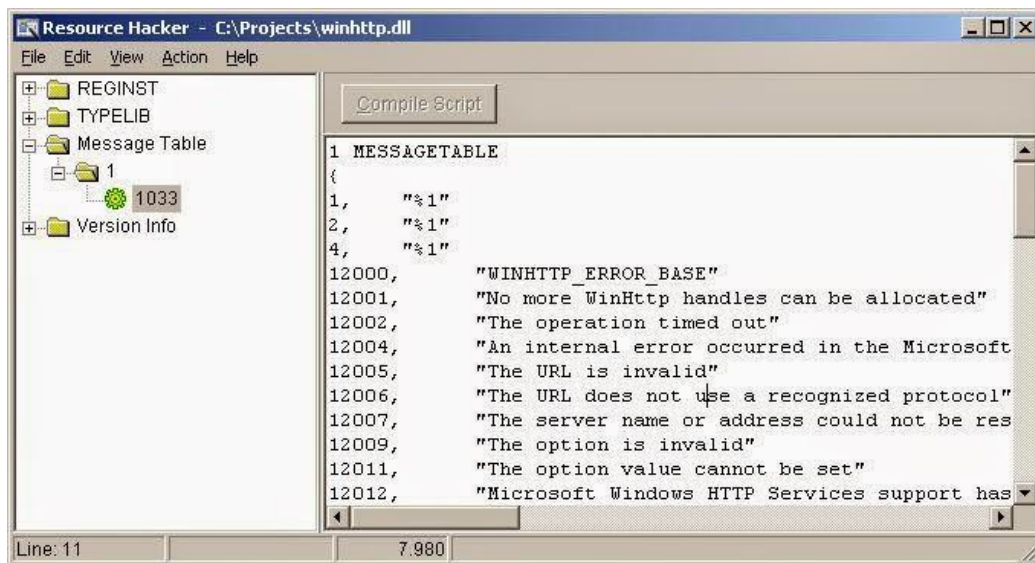 Resource Hacker - C:\Projects\winhttp.dll
File Edit View Action Help
REGINST
TYPELIB
Message Table
1
1033
Version Info
Compile Script
1 MESSAGETABLE
{
1, "%1"
2, "%1"
4, "%1"
12000, "WINHTTP_ERROR_BASE"
12001, "No more WinHttp handles can be allocated"
12002, "The operation timed out"
12004, "An internal error occurred in the Microsoft
12005, "The URL is invalid"
12006, "The URL does not use a recognized protocol"
12007, "The server name or address could not be res
12009, "The option is invalid"
12011, "The option value cannot be set"
12012, "Microsoft Windows HTTP Services support has
Line: 11 7.980